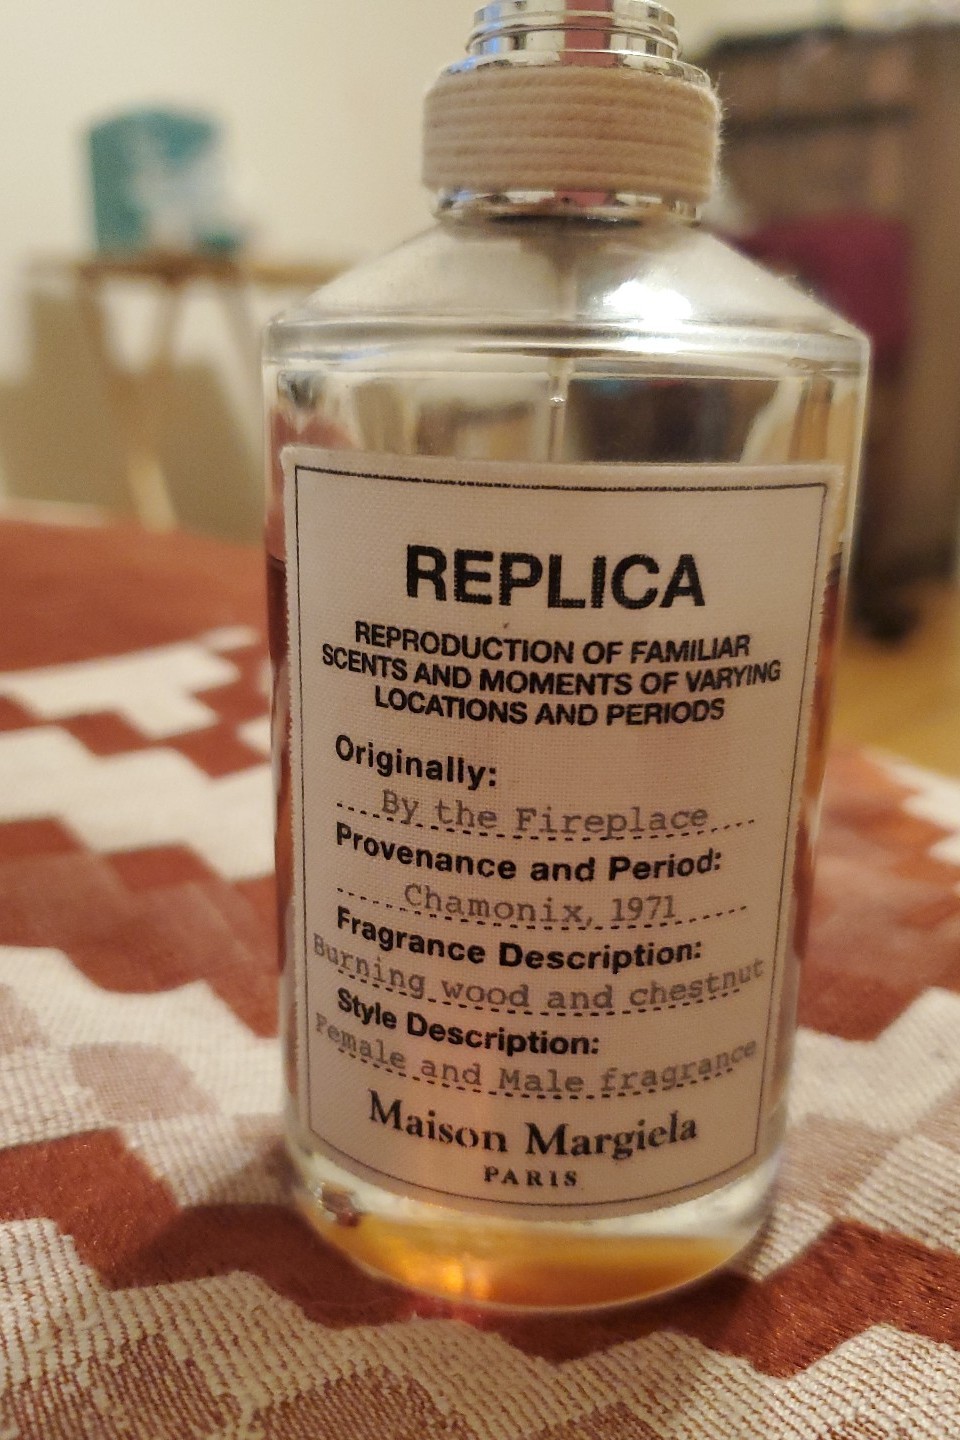 REPLICA
REPRODUCTION OF FAMILIAR
SCENTS AND MOMENTS OF VARYING
LOCATIONS AND PERIODS
Originally:
By the Fireplace
Provenance and Period:
Chamonix, 1971
Fragrance Description:
Burning wood and chestnut
Style Description:
Female and Male fragrance
Maison Margiela
PARIS